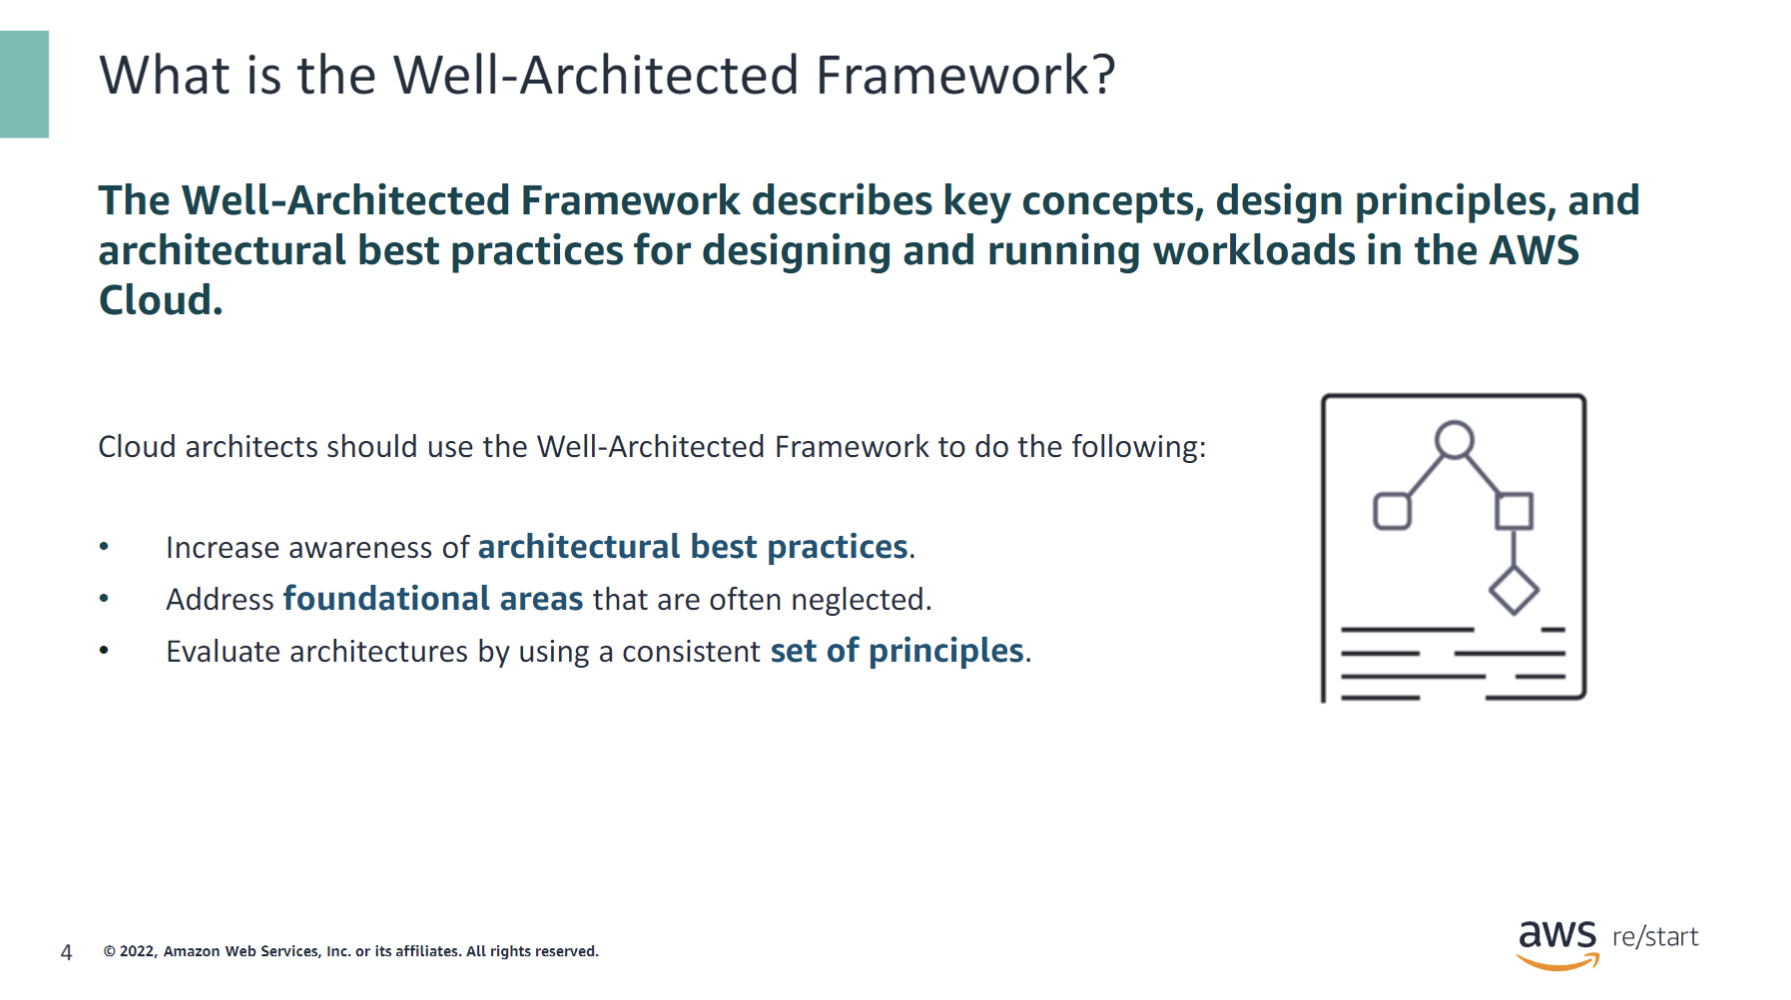 What is the Well-Architected Framework?
The Well-Architected Framework describes key concepts, design principles, and
architectural best practices for designing and running workloads in the AWS
Cloud.
Cloud architects should use the Well-Architected Framework to do the following:
• Increase awareness of architectural best practices.
• Address foundational areas that are often neglected.
• Evaluate architectures by using a consistent set of principles.
4 © 2022, Amazon Web Services, Inc. or its affiliates. All rights reserved.
aws re/start